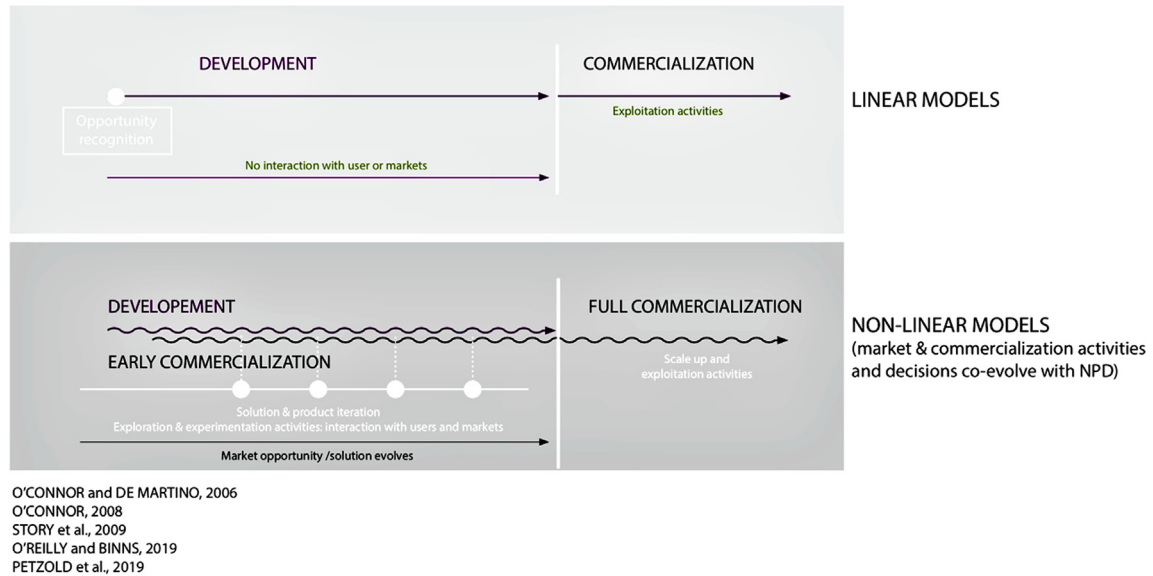 DEVELOPMENT
COMMERCIALIZATION
Opportunity
recognition
Exploitation activities
LINEAR MODELS
No interaction with user or markets
DEVELOPEMENT
FULL COMMERCIALIZATION
NON-LINEAR MODELS
(market & commercialization activities
and decisions co-evolve with NPD)
EARLY COMMERCIALIZATION
Scale up and
exploitation activities
Solution & product iteration
Exploration & experimentation activities: interaction with users and markets
Market opportunity /solution evolves
O'CONNOR and DE MARTINO, 2006
O'CONNOR, 2008
STORY et al., 2009
O'REILLY and BINNS, 2019
PETZOLD et al., 2019